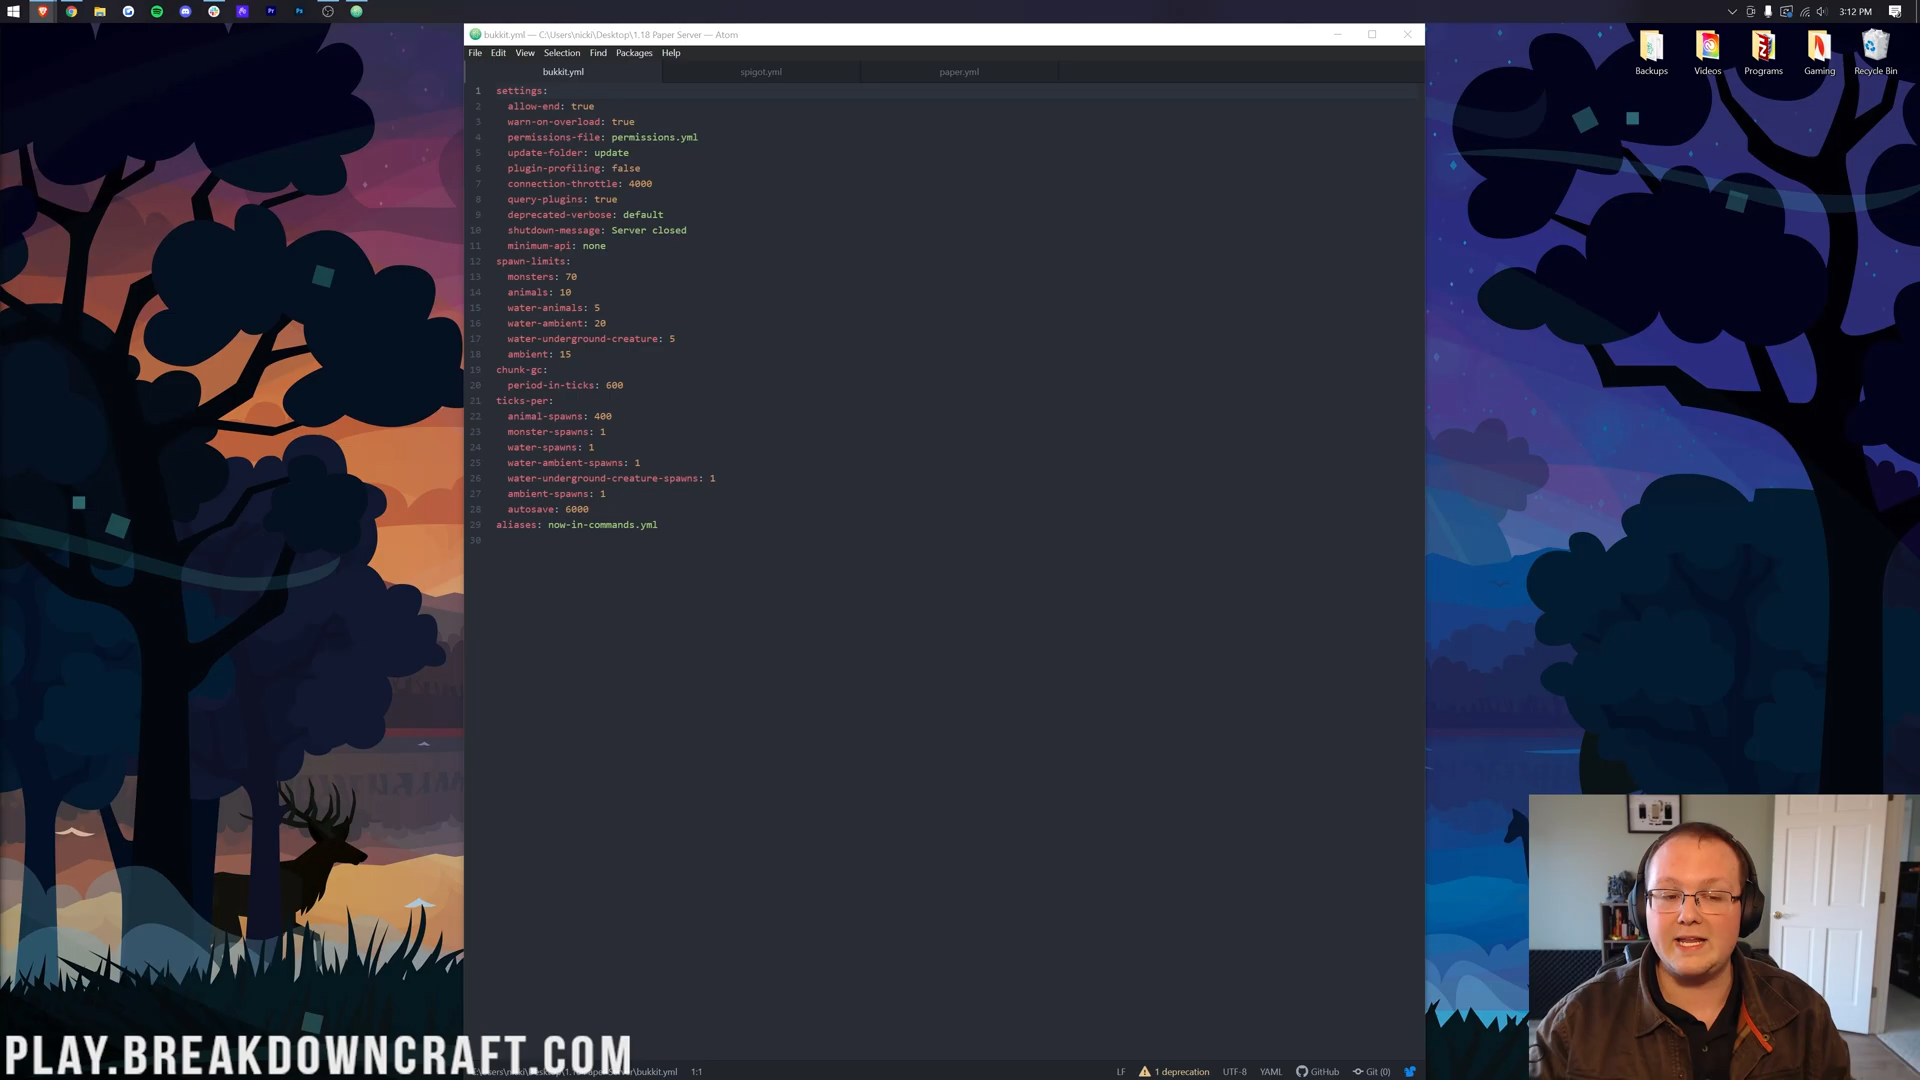 3:12 PM
bukkit.yml — C:\Users\nicki\Desktop\1.18 Paper Server — Atom
File Edit View Selection Find Packages Help
bukkit.yml spigot.yml paper.yml
Backups Videos Programs Gaming Recycle Bin
1 settings:
2 allow-end: true
3 warn-on-overload: true
4 permissions-file: permissions.yml
5 update-folder: update
6 plugin-profiling: false
7 connection-throttle: 4000
8 query-plugins: true
9 deprecated-verbose: default
10 shutdown-message: Server closed
11 minimum-api: none
12 spawn-limits:
13 monsters: 70
14 animals: 10
15 water-animals: 5
16 water-ambient: 20
17 water-underground-creature: 5
18 ambient: 15
19 chunk-gc:
20 period-in-ticks: 600
21 ticks-per:
22 animal-spawns: 400
23 monster-spawns: 1
24 water-spawns: 1
25 water-ambient-spawns: 1
26 water-underground-creature-spawns: 1
27 ambient-spawns: 1
28 autosave: 6000
29 aliases: now-in-commands.yml
30
PLAY.BREAKDOWNCRAFT.COM
\bukkit.yml 1:1 LF 1 deprecation UTF-8 YAML GitHub Git (0)